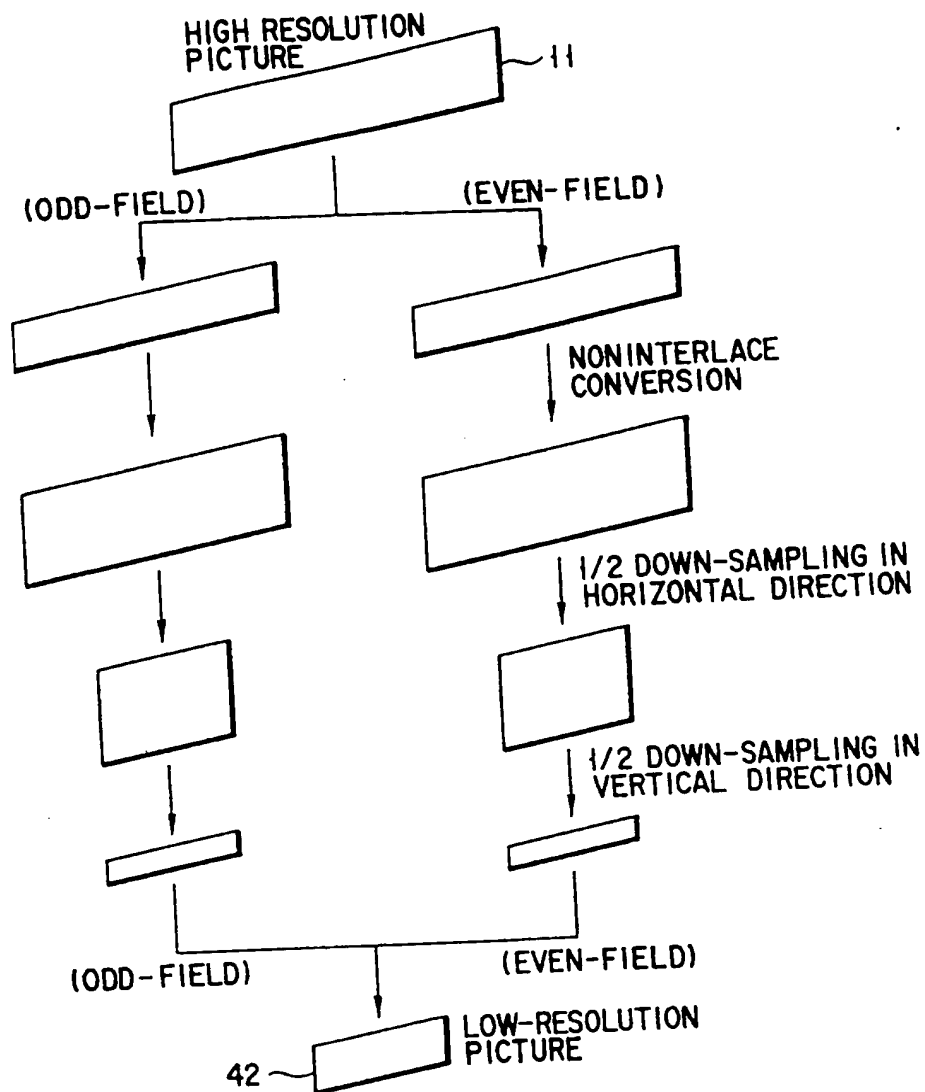 HIGH RESOLUTION
PICTURE
11
(ODD-FIELD)
(EVEN-FIELD)
NONINTERLACE
CONVERSION
1/2 DOWN-SAMPLING IN
HORIZONTAL DIRECTION
1/2 DOWN-SAMPLING IN
VERTICAL DIRECTION
(ODD-FIELD)
(EVEN-FIELD)
LOW-RESOLUTION
PICTURE
42